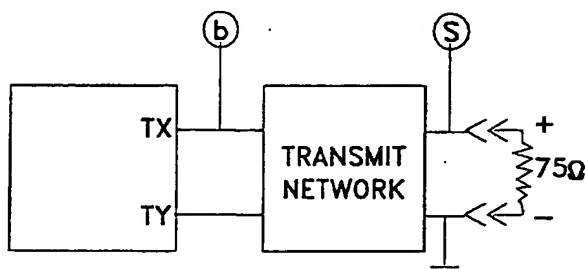 b
S
TX
TY
TRANSMIT
NETWORK
+
75Ω
−